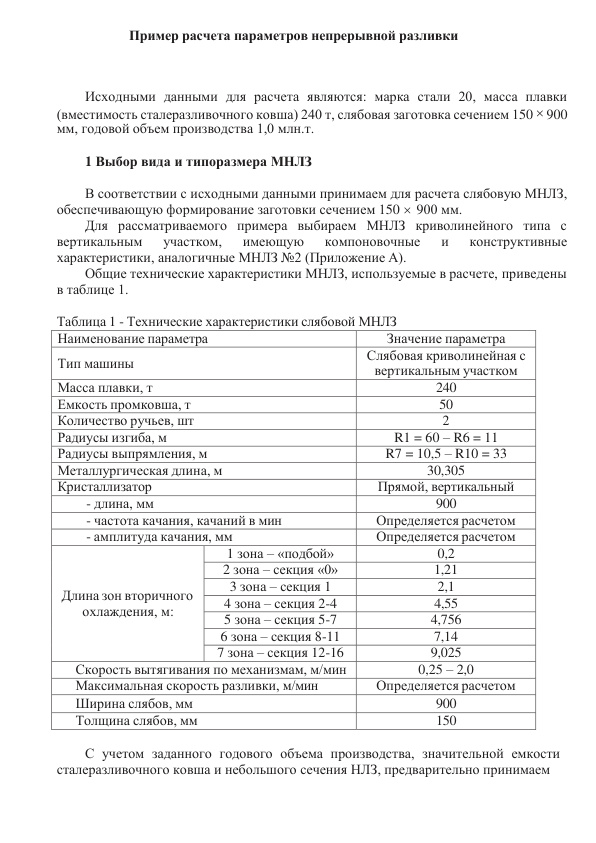 Пример расчета параметров непрерывной разливки
Исходными данными для расчета являются: марка стали 20, масса плавки
(вместимость сталеразливочного ковша) 240 т, слябовая заготовка сечением 150 × 900
мм, годовой объем производства 1,0 млн.т.
1 Выбор вида и типоразмера МНЛЗ
В соответствии с исходными данными принимаем для расчета слябовую МНЛЗ,
обеспечивающую формирование заготовки сечением 150 × 900 мм.
Для рассматриваемого примера выбираем МНЛЗ криволинейного типа с
вертикальным участком, имеющую компоновочные и конструктивные
характеристики, аналогичные МНЛЗ №2 (Приложение А).
Общие технические характеристики МНЛЗ, используемые в расчете, приведены
в таблице 1.
Таблица 1 - Технические характеристики слябовой МНЛЗ
Наименование параметра Значение параметра
Тип машины Слябовая криволинейная с
вертикальным участком
Масса плавки, т 240
Емкость промковша, т 50
Количество ручьев, шт 2
Радиусы изгиба, м R1 = 60 – R6 = 11
Радиусы выпрямления, м R7 = 10,5 – R10 = 33
Металлургическая длина, м 30,305
Кристаллизатор Прямой, вертикальный
- длина, мм 900
- частота качания, качаний в мин Определяется расчетом
- амплитуда качания, мм Определяется расчетом
Длина зон вторичного
охлаждения, м:
1 зона – «подбой» 0,2
2 зона – секция «0» 1,21
3 зона – секция 1 2,1
4 зона – секция 2-4 4,55
5 зона – секция 5-7 4,756
6 зона – секция 8-11 7,14
7 зона – секция 12-16 9,025
Скорость вытягивания по механизмам, м/мин 0,25 – 2,0
Максимальная скорость разливки, м/мин Определяется расчетом
Ширина слябов, мм 900
Толщина слябов, мм 150
С учетом заданного годового объема производства, значительной емкости
сталеразливочного ковша и небольшого сечения НЛЗ, предварительно принимаем